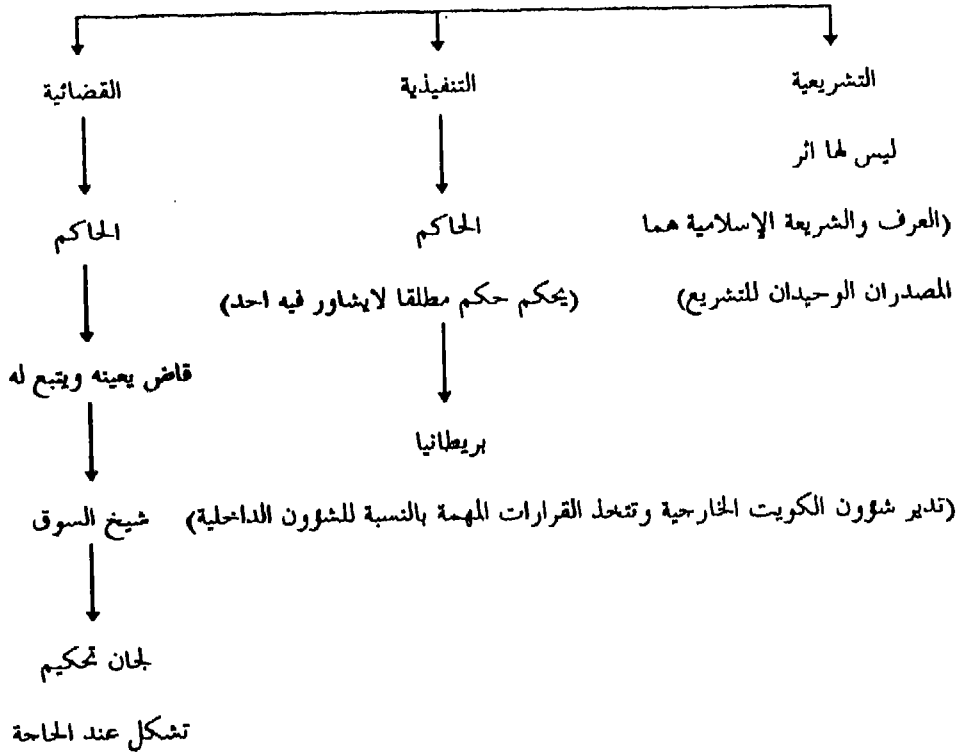 التشريعية
ليس لها اثر
(العرف والشريعة الإسلامية هما
المصدران الوحيدان للتشريع)
التنفيذية
الحاكم
(يحكم حكم مطلقا لايشاور فيه احد)
بريطانيا
(تدير شؤون الكويت الخارجية وتتخذ القرارات المهمة بالنسبة للشؤون الداخلية)
القضائية
الحاكم
قاض يعينه ويتبع له
شيخ السوق
لجان تحكيم
تشكل عند الحاجة